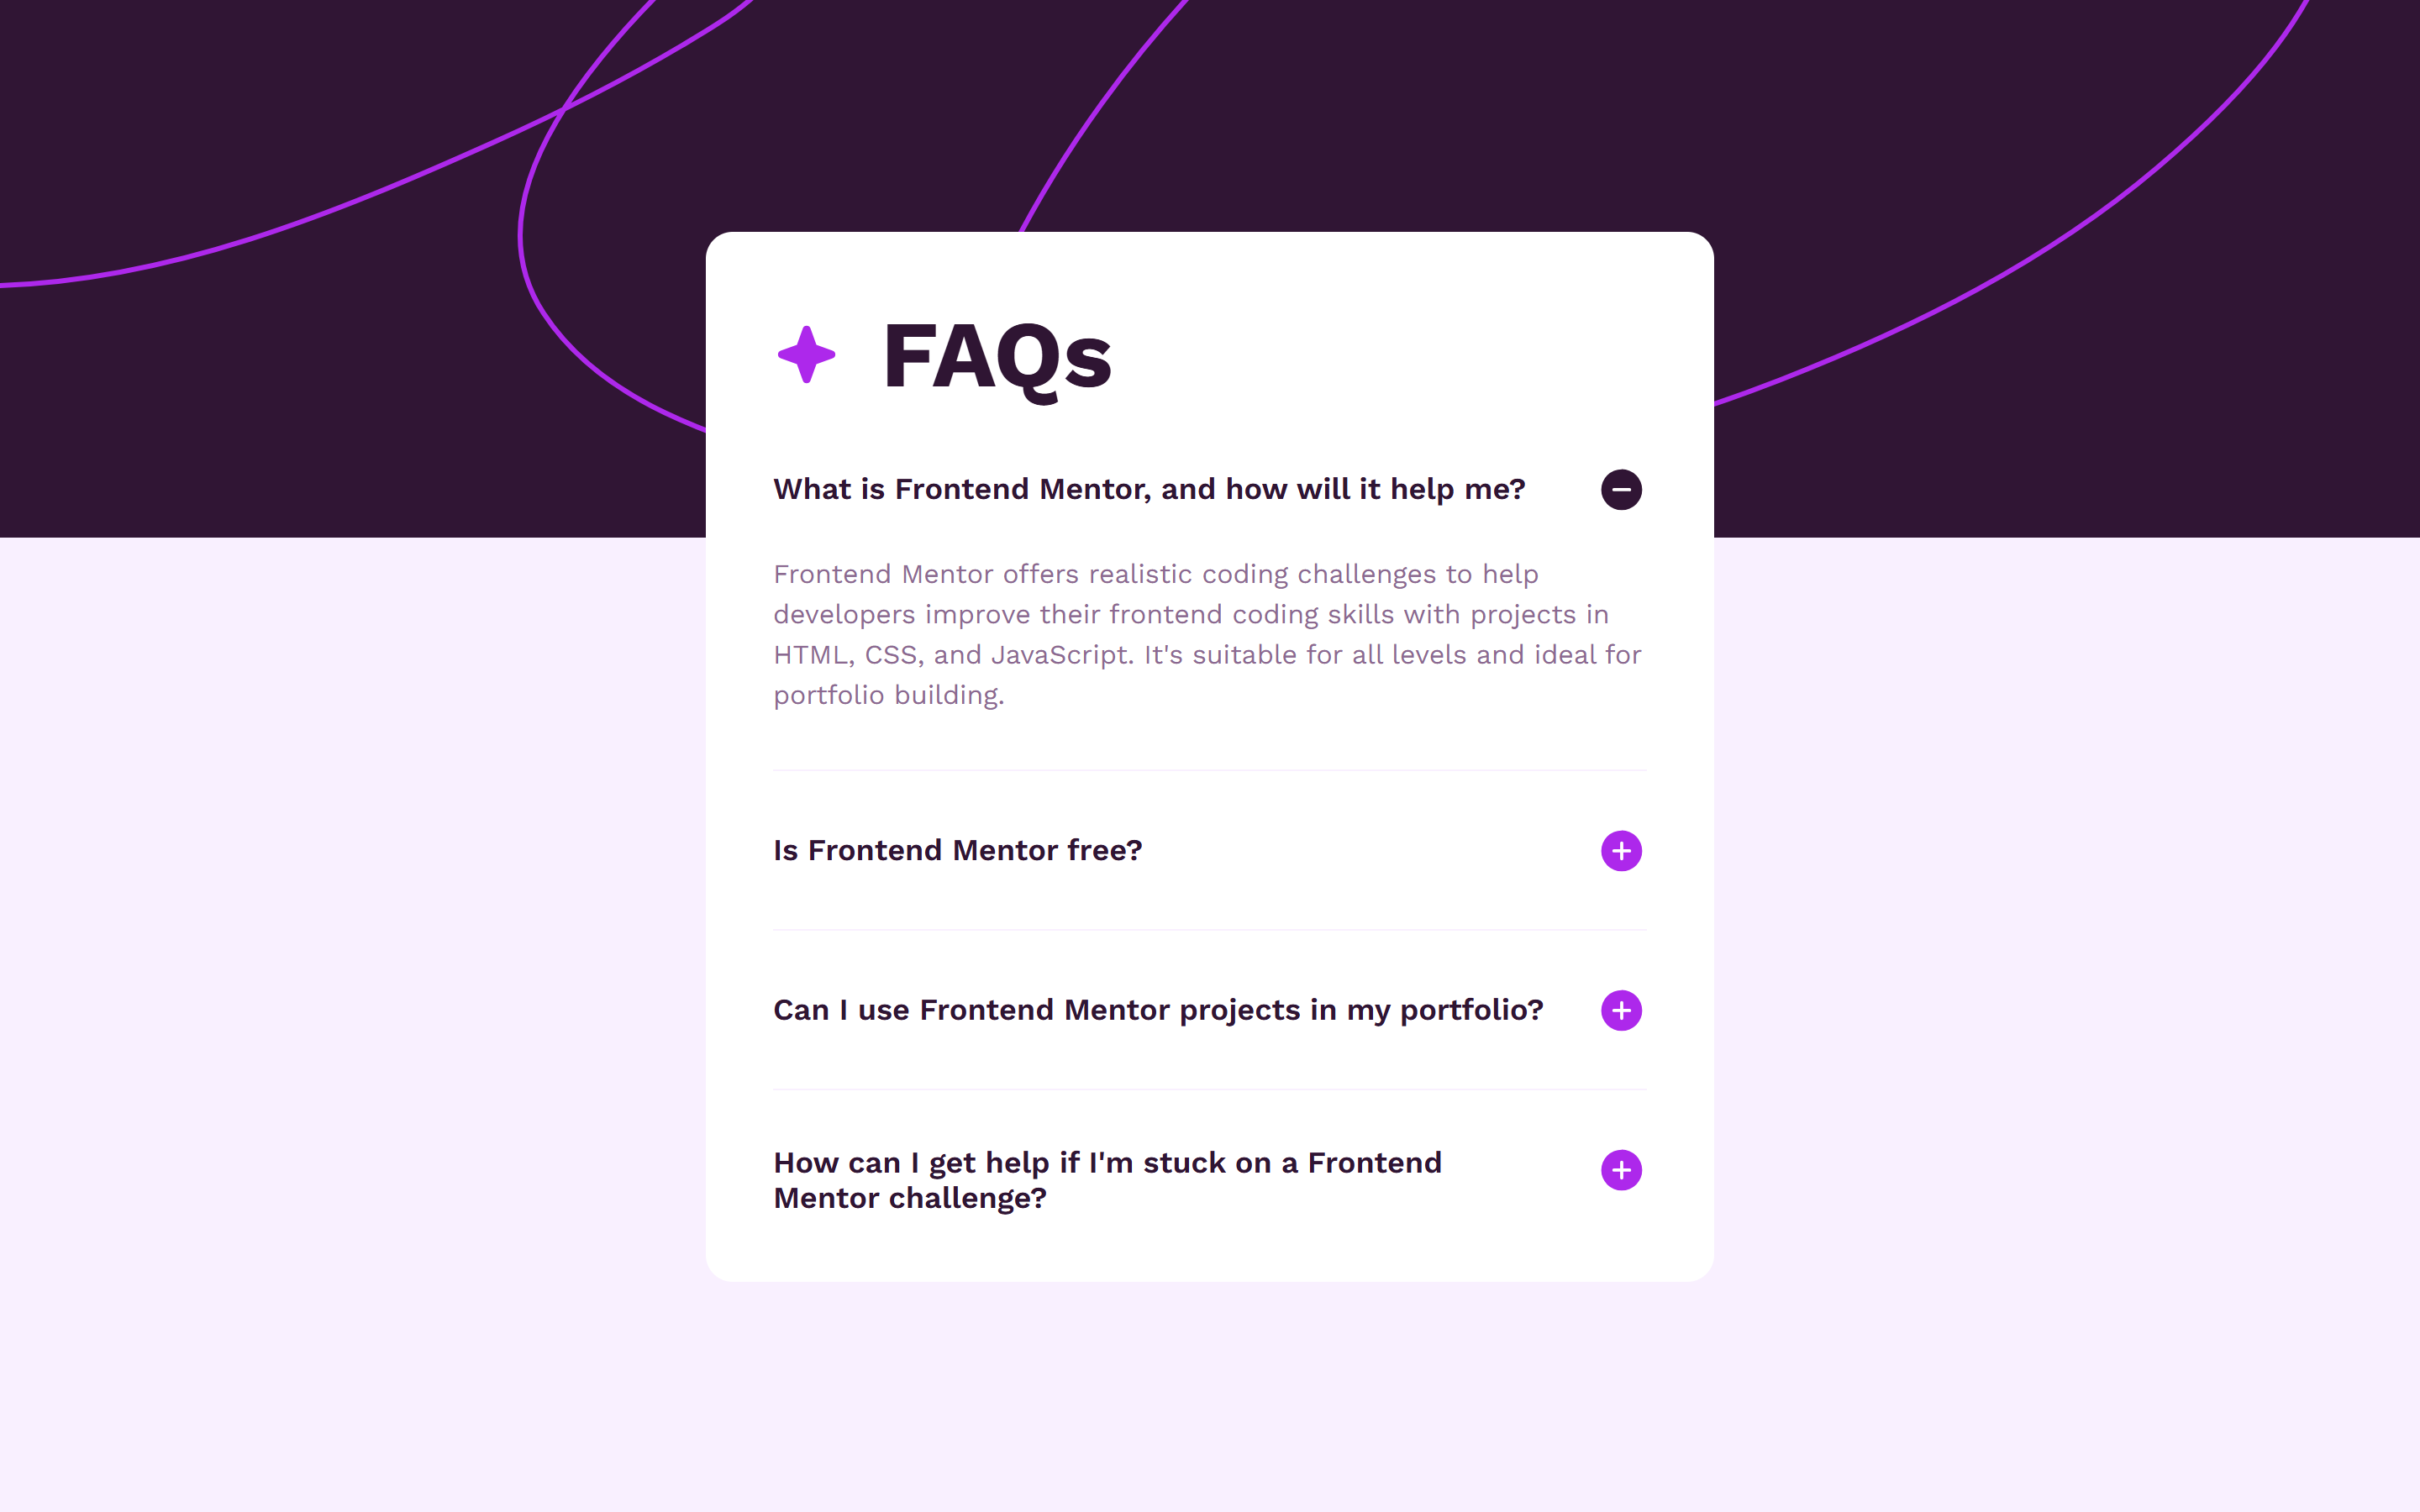 FAQs
What is Frontend Mentor, and how will it help me?
Frontend Mentor offers realistic coding challenges to help
developers improve their frontend coding skills with projects in
HTML, CSS, and JavaScript. It's suitable for all levels and ideal for
portfolio building.
Is Frontend Mentor free?
Can I use Frontend Mentor projects in my portfolio?
How can I get help if I'm stuck on a Frontend
Mentor challenge?